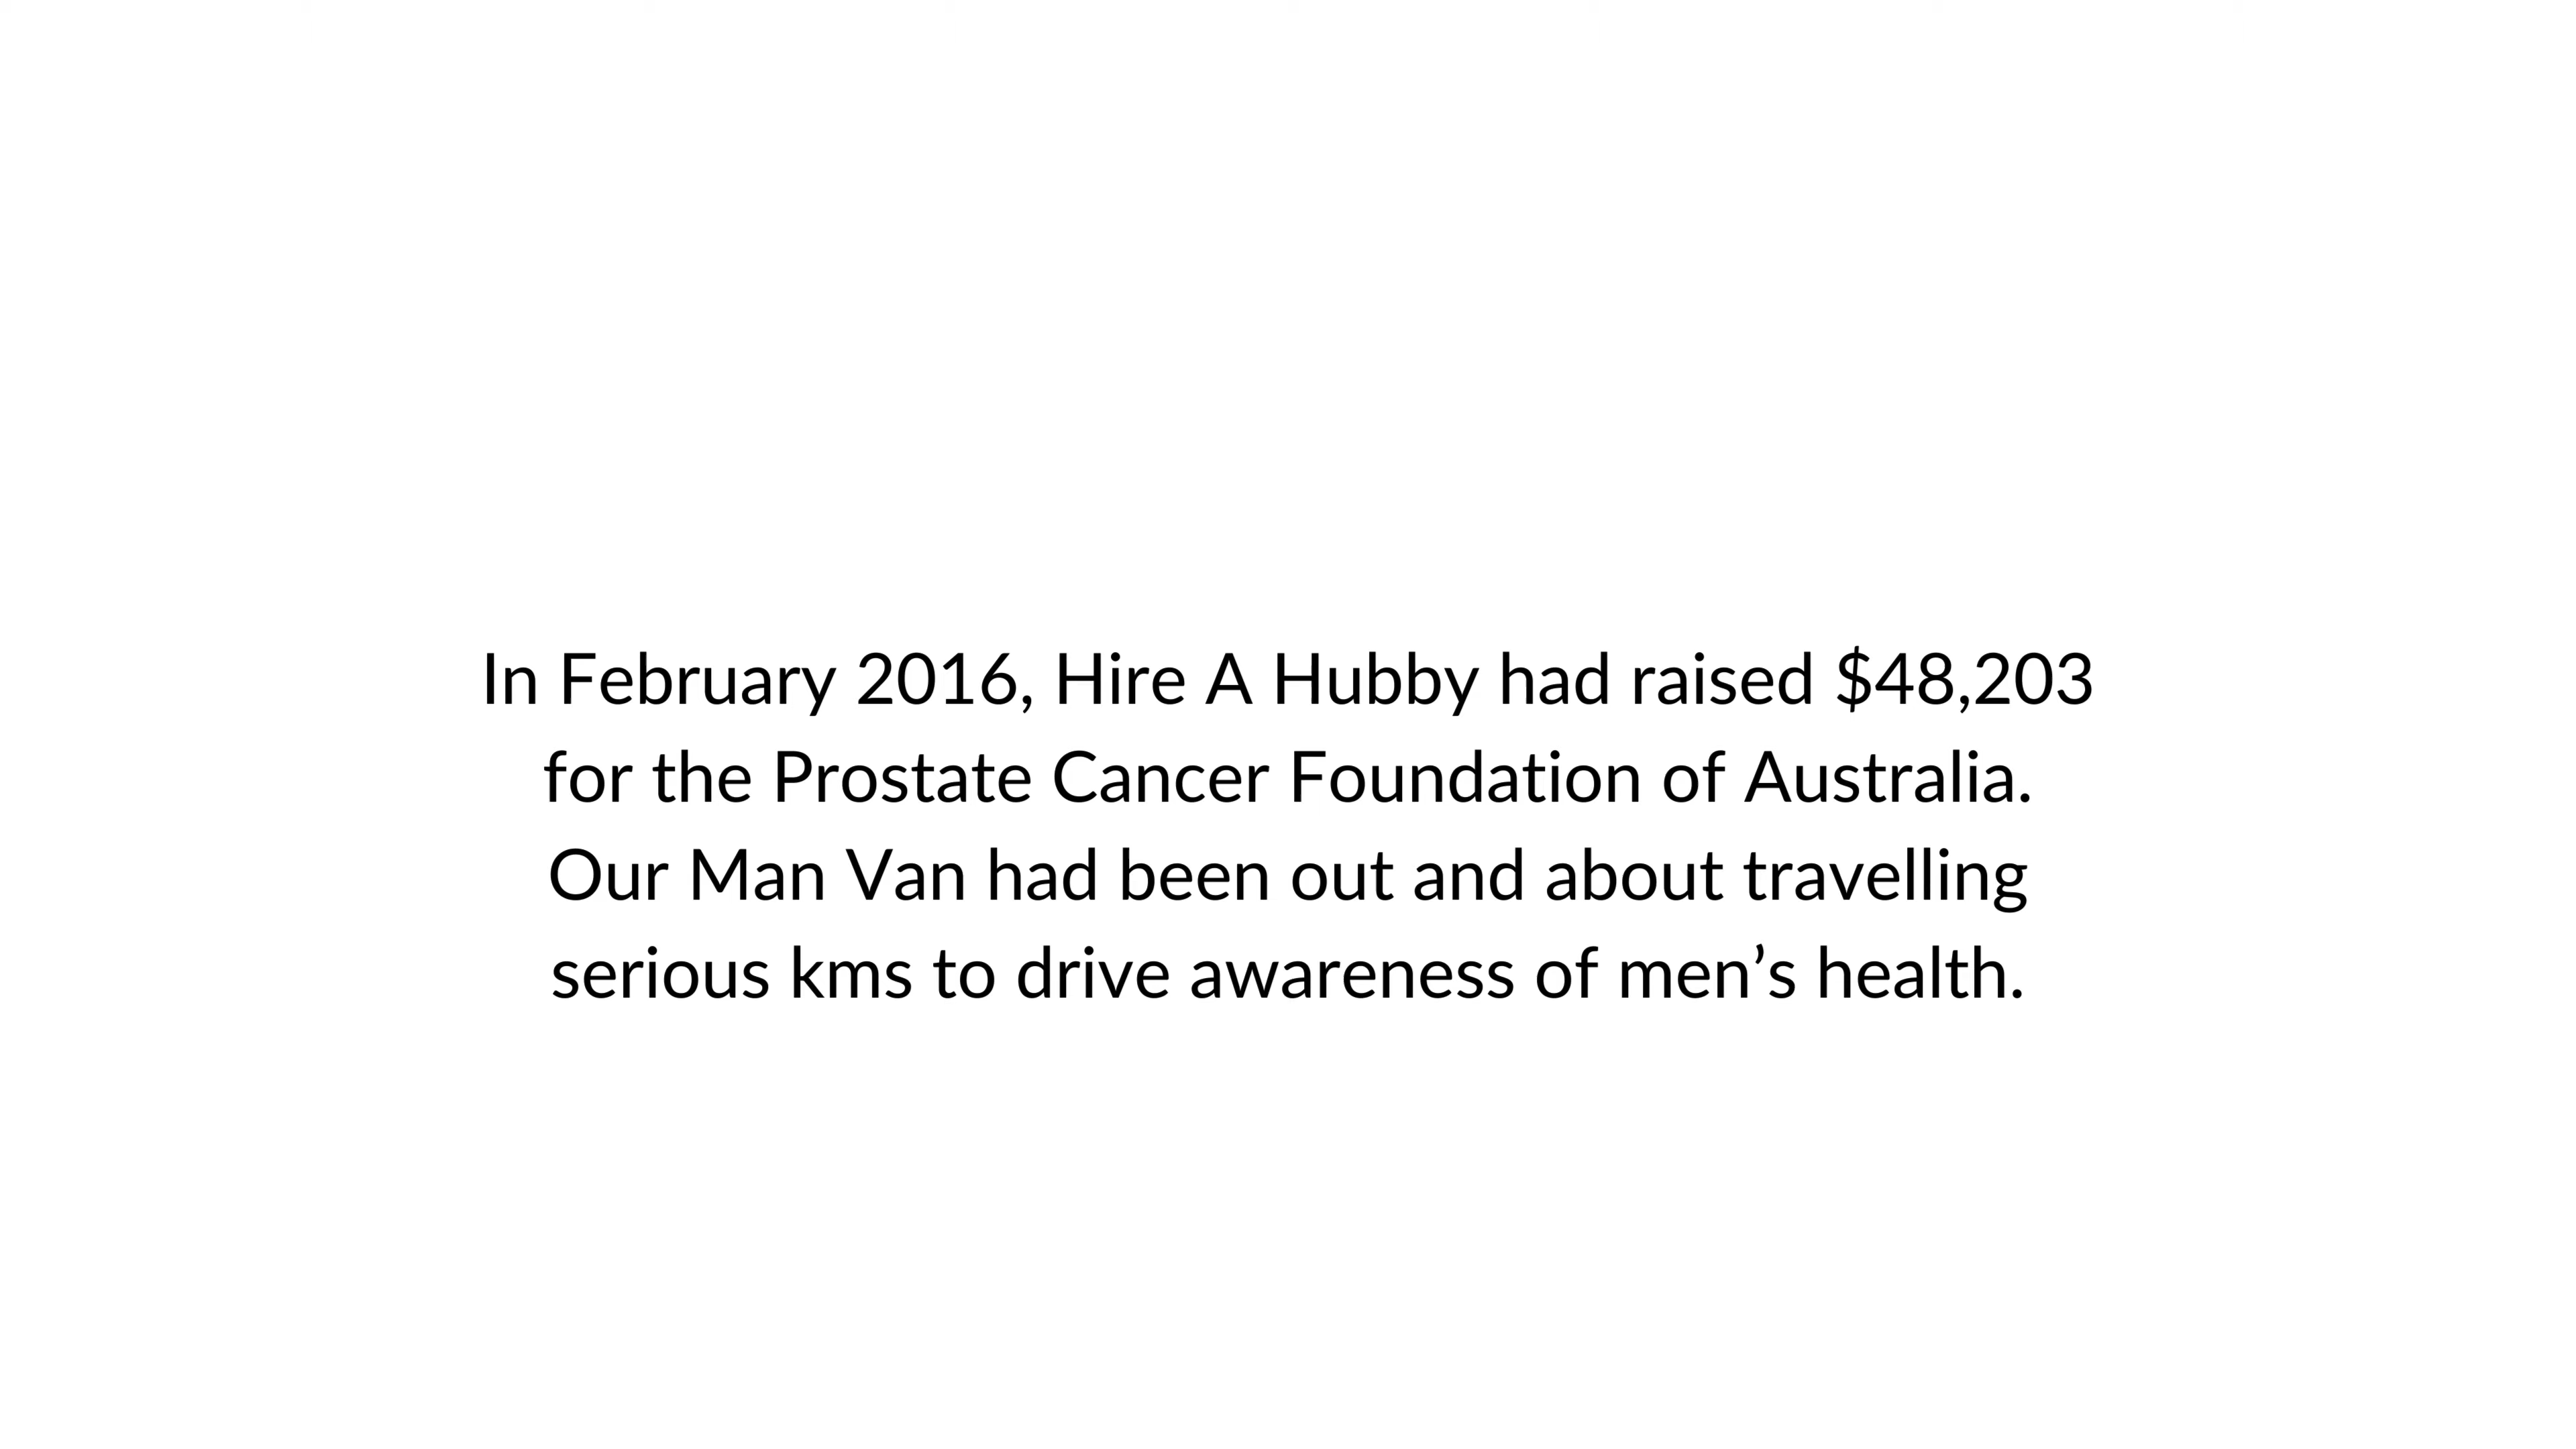 In February 2016, Hire A Hubby had raised $48,203
for the Prostate Cancer Foundation of Australia.
Our Man Van had been out and about travelling
serious kms to drive awareness of men’s health.